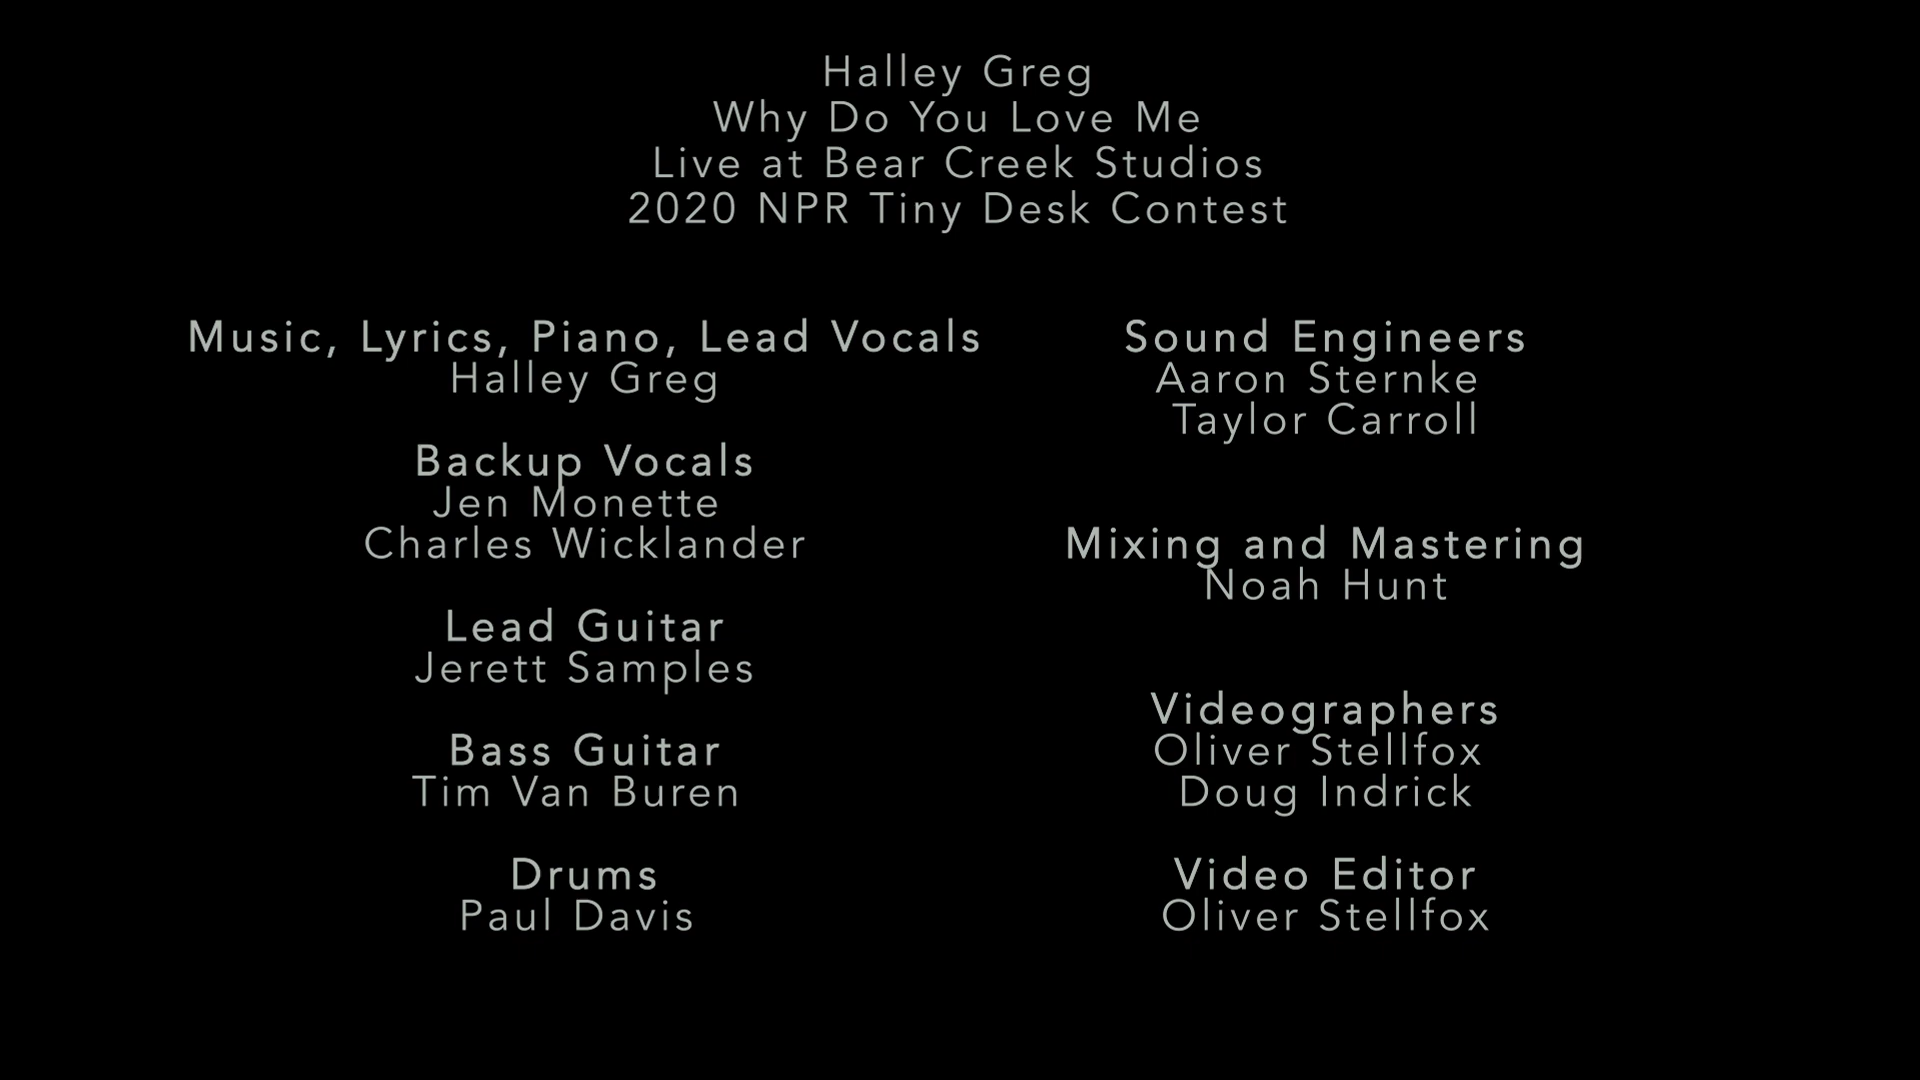 Halley Greg
Why Do You Love Me
Live at Bear Creek Studios
2020 NPR Tiny Desk Contest
Music, Lyrics, Piano, Lead Vocals
Halley Greg
Backup Vocals
Jen Monette
Charles Wicklander
Lead Guitar
Jerett Samples
Bass Guitar
Tim Van Buren
Drums
Paul Davis
Sound Engineers
Aaron Sternke
Taylor Carroll
Mixing and Mastering
Noah Hunt
Videographers
Oliver Stellfox
Doug Indrick
Video Editor
Oliver Stellfox